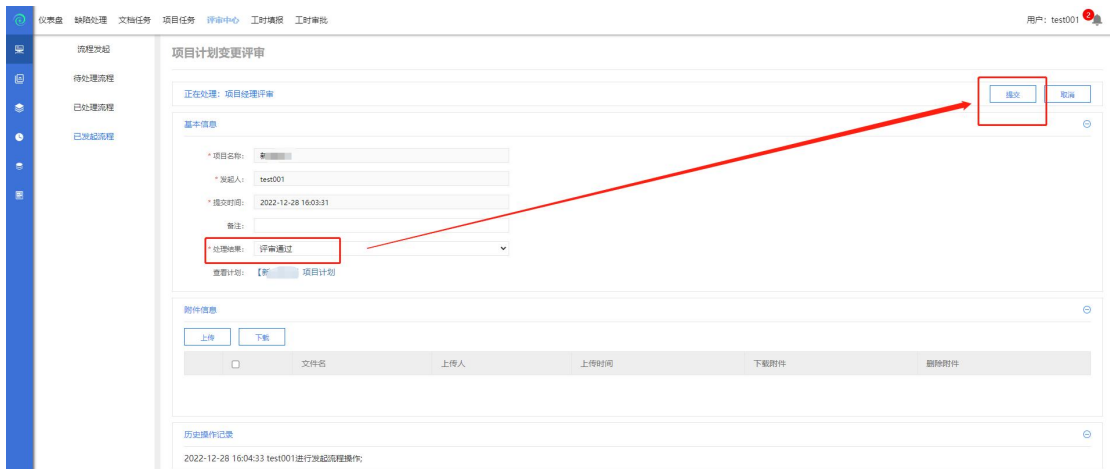 仪表盘 缺陷处理 文档任务 项目任务 评审中心 工时填报 工时审批 用户：test001 2
流程发起
待处理流程
已处理流程
已发起流程
项目计划变更评审
正在处理：项目经理评审 提交 取消
基本信息
* 项目名称： 新
* 发起人： test001
* 提交时间： 2022-12-28 16:03:31
备注：
* 处理结果： 评审通过
查看计划： 【新 】项目计划
附件信息
上传 下载
文件名 上传人 上传时间 下载附件 删除附件
历史操作记录
2022-12-28 16:04:33 test001进行发起流程操作;